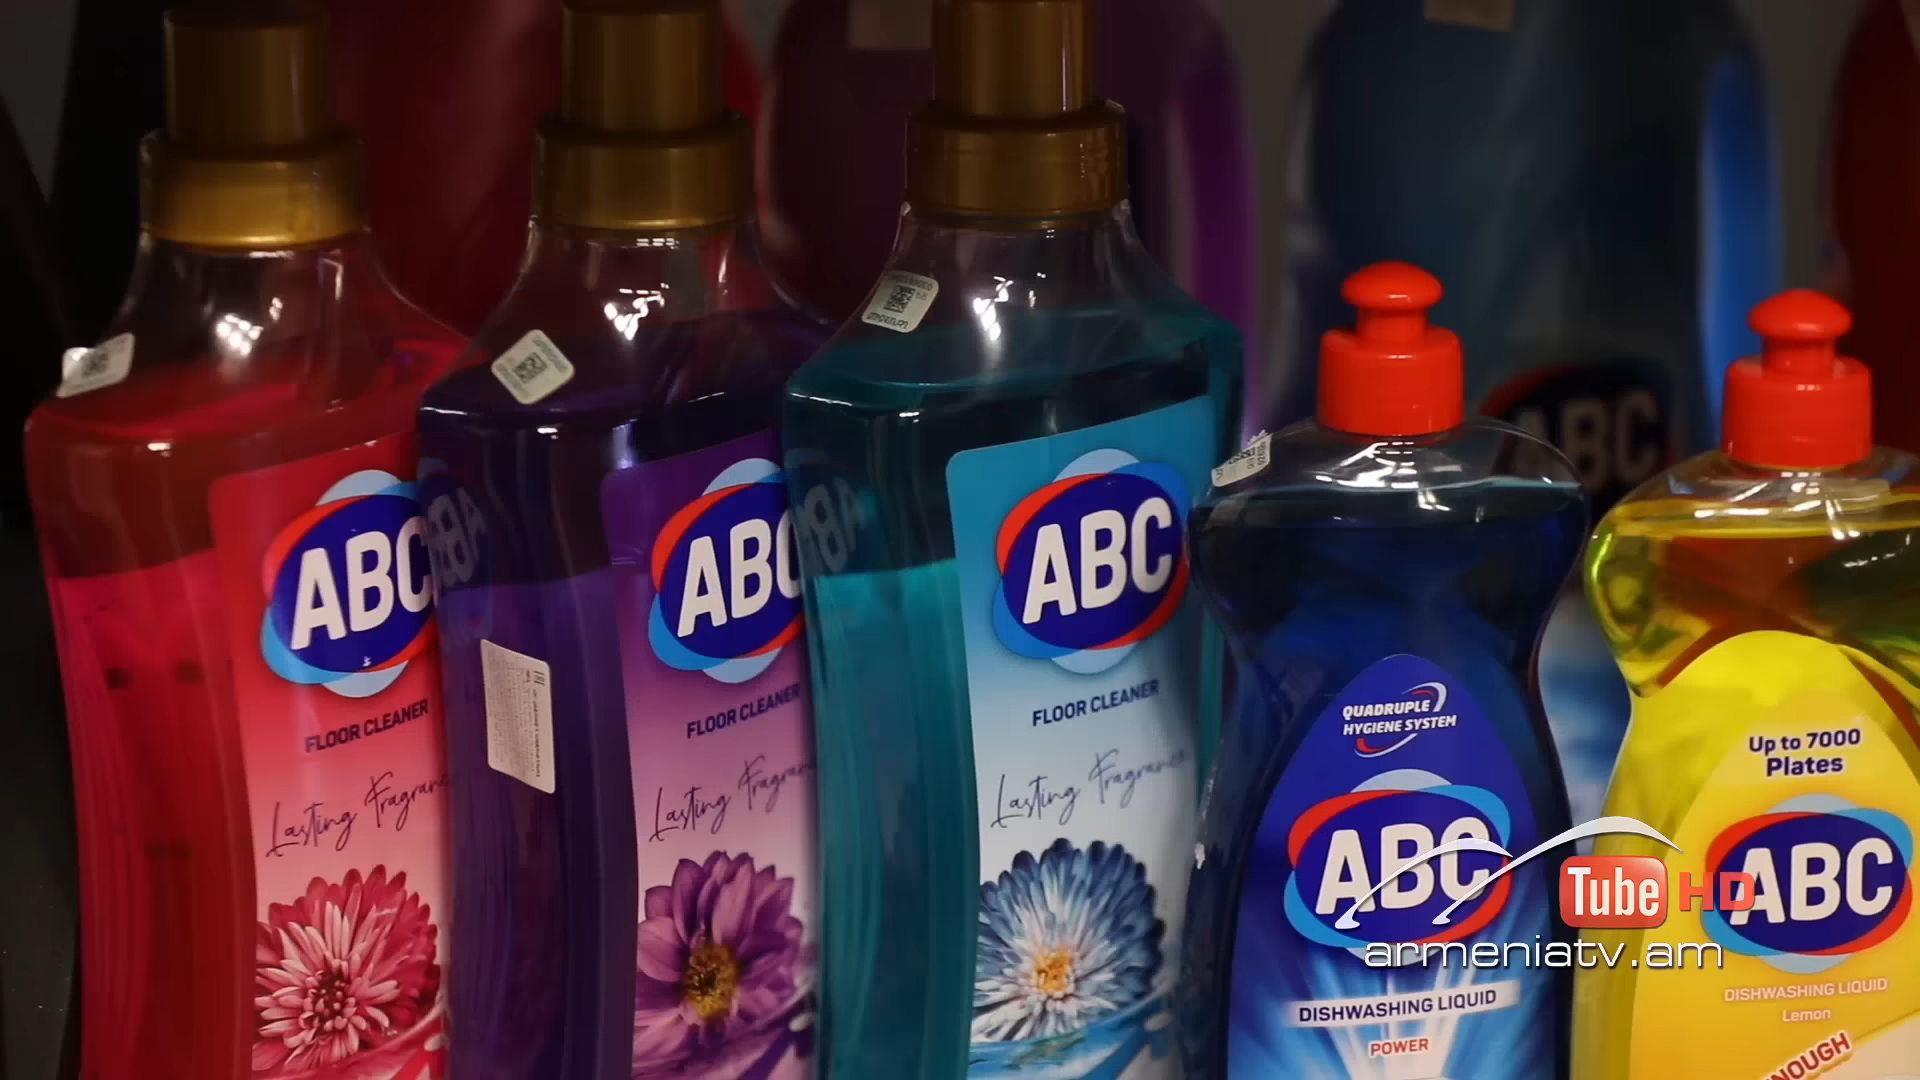 ABC
FLOOR CLEANER
Lasting Fragrance
ABC
FLOOR CLEANER
Lasting
ABC
FLOOR CLEANER
Lasting Fragrance
QUADRUPLE
HYGIENE SYSTEM
ABC
DISHWASHING LIQUID
POWER
ABC
Up to 7000
Plates
ABC
DISHWASHING LIQUID
Lemon
Tube HD
armeniatv.am